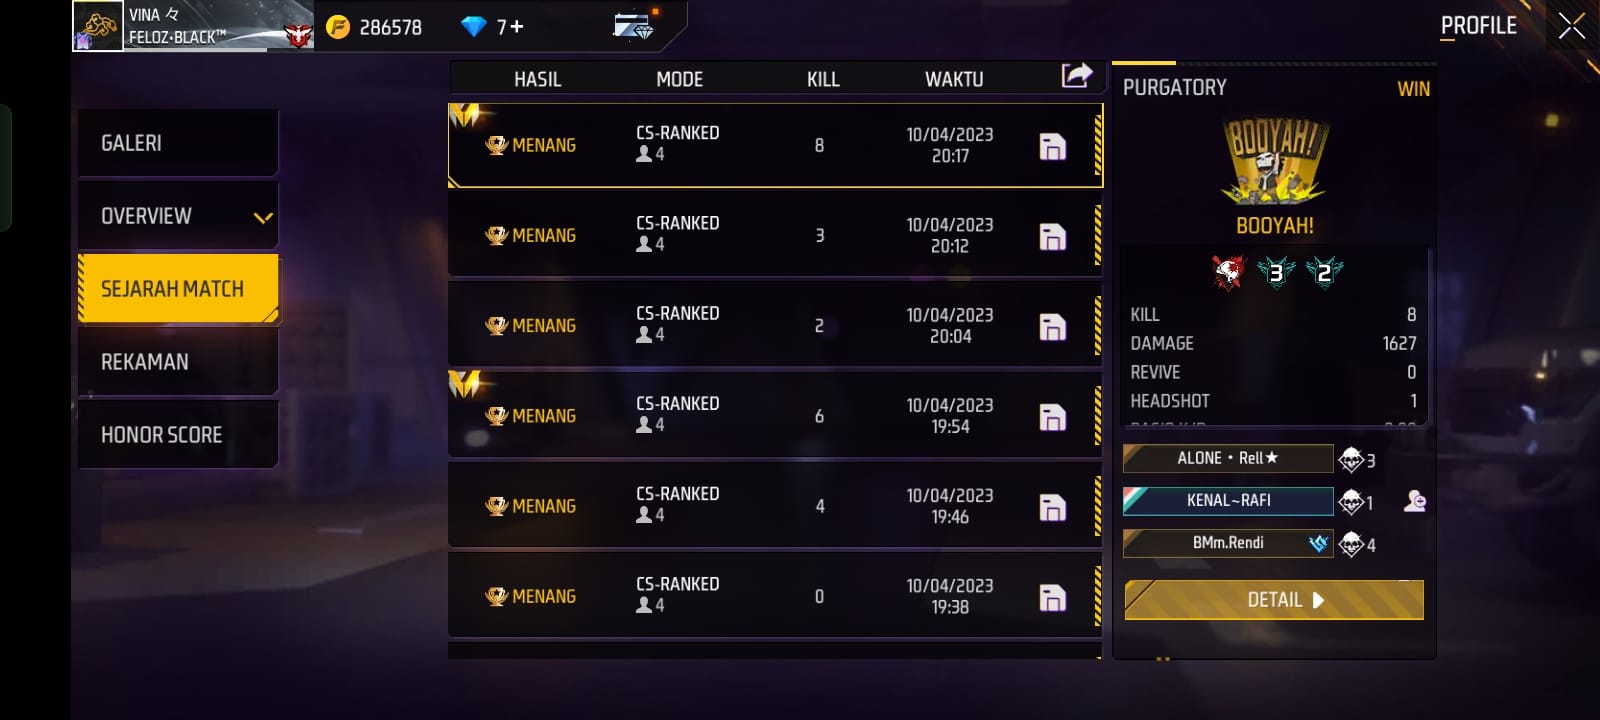 VINA 々
FELOZ·BLACK™
286578
7+
PROFILE
GALERI
OVERVIEW
SEJARAH MATCH
REKAMAN
HONOR SCORE
HASIL MODE KILL WAKTU
MENANG CS-RANKED 4 8 10/04/2023 20:17
MENANG CS-RANKED 4 3 10/04/2023 20:12
MENANG CS-RANKED 4 2 10/04/2023 20:04
MENANG CS-RANKED 4 6 10/04/2023 19:54
MENANG CS-RANKED 4 4 10/04/2023 19:46
MENANG CS-RANKED 4 0 10/04/2023 19:38
PURGATORY WIN
BOOYAH!
BOOYAH!
3 2
KILL 8
DAMAGE 1627
REVIVE 0
HEADSHOT 1
ALONE • Rell★ 3
KENAL~RAFI 1
BMm.Rendi 4
DETAIL